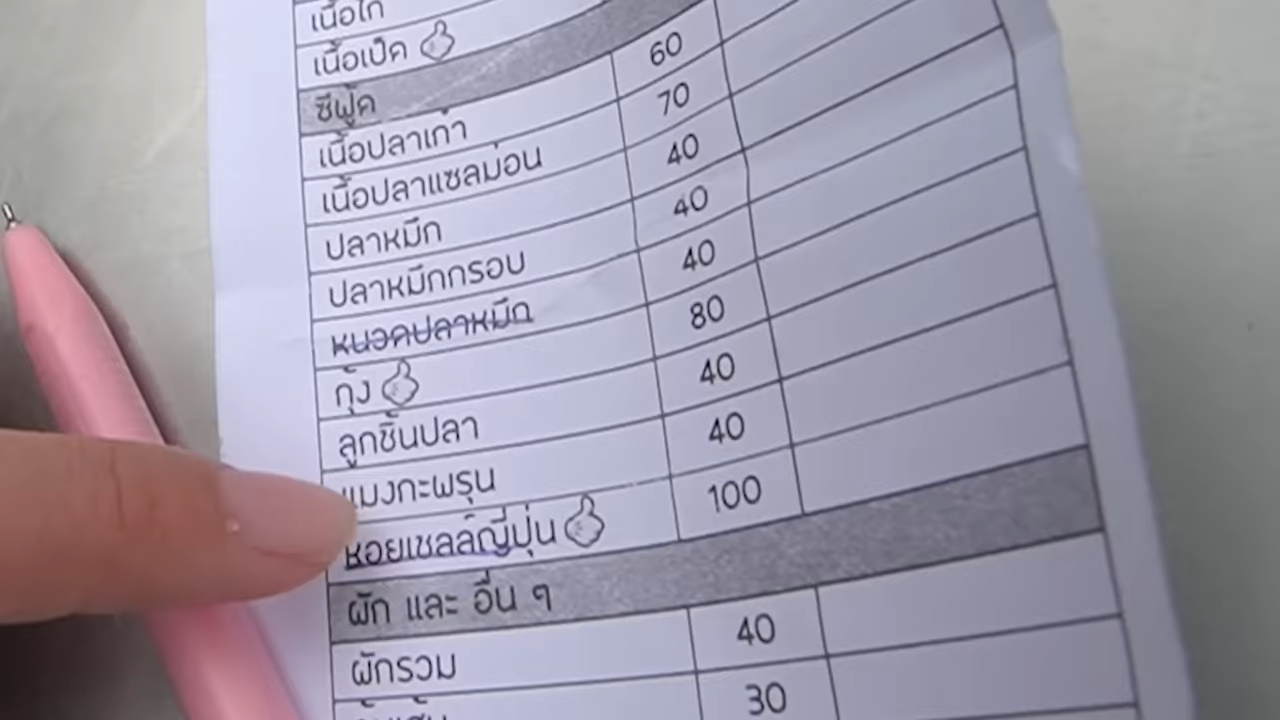 เนื้อไก่
เนื้อเป็ด
ซีฟู้ด
เนื้อปลาเก๋า 60
เนื้อปลาแซลม่อน 70
ปลาหมึก 40
ปลาหมึกกรอบ 40
หนวดปลาหมึก 40
กุ้ง 80
ลูกชิ้นปลา 40
แมงกะพรุน 40
หอยเชลล์ญี่ปุ่น 100
ผัก และ อื่น ๆ
ผักรวม 40
30